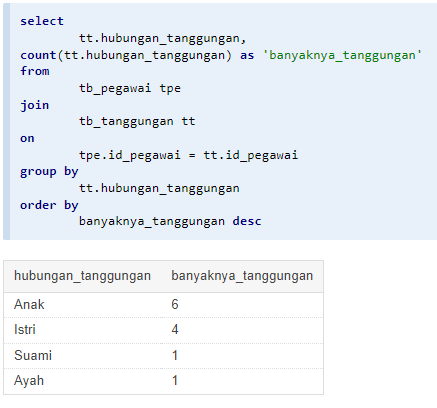 select
tt.hubungan_tanggungan,
count(tt.hubungan_tanggungan) as 'banyaknya_tanggungan'
from
tb_pegawai tpe
join
tb_tanggungan tt
on
tpe.id_pegawai = tt.id_pegawai
group by
tt.hubungan_tanggungan
order by
banyaknya_tanggungan desc
hubungan_tanggungan banyaknya_tanggungan
Anak 6
Istri 4
Suami 1
Ayah 1